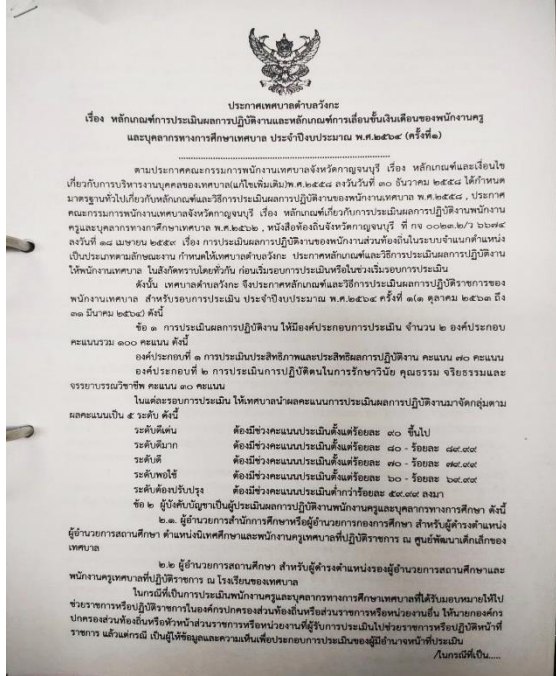 ประกาศเทศบาลตำบลวังกะ
เรื่อง หลักเกณฑ์การประเมินผลการปฏิบัติงานและหลักเกณฑ์การเลื่อนขั้นเงินเดือนของพนักงานครู
และบุคลากรทางการศึกษาเทศบาล ประจำปีงบประมาณ พ.ศ.๒๕๖๔ (ครั้งที่๑)
ตามประกาศคณะกรรมการพนักงานเทศบาลจังหวัดกาญจนบุรี เรื่อง หลักเกณฑ์และเงื่อนไข
เกี่ยวกับการบริหารงานบุคคลของเทศบาล(แก้ไขเพิ่มเติม)พ.ศ.๒๕๕๘ ลงวันวันที่ ๓๐ ธันวาคม ๒๕๕๘ ได้กำหนด
มาตรฐานทั่วไปเกี่ยวกับหลักเกณฑ์และวิธีการประเมินผลการปฏิบัติงานของพนักงานเทศบาล พ.ศ.๒๕๕๘ , ประกาศ
คณะกรรมการพนักงานเทศบาลจังหวัดกาญจนบุรี เรื่อง หลักเกณฑ์เกี่ยวกับการประเมินผลการปฏิบัติงานพนักงาน
ครูและบุคลากรทางการศึกษาเทศบาล พ.ศ.๒๕๖๒ , หนังสือท้องถิ่นจังหวัดกาญจนบุรี ที่ กจ ๐๐๒๓.๒/ว ๖๖๗๔
ลงวันที่ ๑๘ เมษายน ๒๕๕๙ เรื่อง การประเมินผลการปฏิบัติงานของพนักงานส่วนท้องถิ่นในระบบจำแนกตำแหน่ง
เป็นประเภทตามลักษณะงาน กำหนดให้เทศบาลตำบลวังกะ ประกาศหลักเกณฑ์และวิธีการประเมินผลการปฏิบัติงาน
ให้พนักงานเทศบาล ในสังกัดทราบโดยทั่วกัน ก่อนเริ่มรอบการประเมินหรือในช่วงเริ่มรอบการประเมิน
ดังนั้น เทศบาลตำบลวังกะ จึงประกาศหลักเกณฑ์และวิธีการประเมินผลการปฏิบัติราชการของ
พนักงานเทศบาล สำหรับรอบการประเมิน ประจำปีงบประมาณ พ.ศ.๒๕๖๔ ครั้งที่ ๑(๑ ตุลาคม ๒๕๖๓ ถึง
๓๑ มีนาคม ๒๕๖๔) ดังนี้
ข้อ ๑ การประเมินผลการปฏิบัติงาน ให้มีองค์ประกอบการประเมิน จำนวน ๒ องค์ประกอบ
คะแนนรวม ๑๐๐ คะแนน ดังนี้
องค์ประกอบที่ ๑ การประเมินประสิทธิภาพและประสิทธิผลการปฏิบัติงาน คะแนน ๗๐ คะแนน
องค์ประกอบที่ ๒ การประเมินการปฏิบัติตนในการรักษาวินัย คุณธรรม จริยธรรมและ
จรรยาบรรณวิชาชีพ คะแนน ๓๐ คะแนน
ในแต่ละรอบการประเมิน ให้เทศบาลนำผลคะแนนการประเมินผลการปฏิบัติงานมาจัดกลุ่มตาม
ผลคะแนนเป็น ๕ ระดับ ดังนี้
ระดับดีเด่น ต้องมีช่วงคะแนนประเมินตั้งแต่ร้อยละ ๙๐ ขึ้นไป
ระดับดีมาก ต้องมีช่วงคะแนนประเมินตั้งแต่ร้อยละ ๘๐ - ร้อยละ ๘๙.๙๙
ระดับดี ต้องมีช่วงคะแนนประเมินตั้งแต่ร้อยละ ๗๐ - ร้อยละ ๗๙.๙๙
ระดับพอใช้ ต้องมีช่วงคะแนนประเมินตั้งแต่ร้อยละ ๖๐ - ร้อยละ ๖๙.๙๙
ระดับต้องปรับปรุง ต้องมีช่วงคะแนนประเมินต่ำกว่าร้อยละ ๕๙.๙๙ ลงมา
ข้อ ๒ ผู้บังคับบัญชาเป็นผู้ประเมินผลการปฏิบัติงานพนักงานครูและบุคลากรทางการศึกษา ดังนี้
๒.๑. ผู้อำนวยการสำนักการศึกษาหรือผู้อำนวยการกองการศึกษา สำหรับผู้ดำรงตำแหน่ง
ผู้อำนวยการสถานศึกษา ตำแหน่งนิเทศศึกษาและพนักงานครูเทศบาลที่ปฏิบัติราชการ ณ ศูนย์พัฒนาเด็กเล็กของ
เทศบาล
๒.๒ ผู้อำนวยการสถานศึกษา สำหรับผู้ดำรงตำแหน่งรองผู้อำนวยการสถานศึกษาและ
พนักงานครูเทศบาลที่ปฏิบัติราชการ ณ โรงเรียนของเทศบาล
ในกรณีที่เป็นการประเมินพนักงานครูและบุคลากรทางการศึกษาเทศบาลที่ได้รับมอบหมายให้ไป
ช่วยราชการหรือปฏิบัติราชการในองค์กรปกครองส่วนท้องถิ่นหรือส่วนราชการหรือหน่วยงานอื่น ให้นายกองค์กร
ปกครองส่วนท้องถิ่นหรือหัวหน้าส่วนราชการหรือหน่วยงานที่ผู้รับการประเมินไปช่วยราชการหรือปฏิบัติหน้าที่
ราชการ แล้วแต่กรณี เป็นผู้ให้ข้อมูลและความเห็นเพื่อประกอบการประเมินของผู้มีอำนาจหน้าที่ประเมิน
/ในกรณีที่เป็น.....